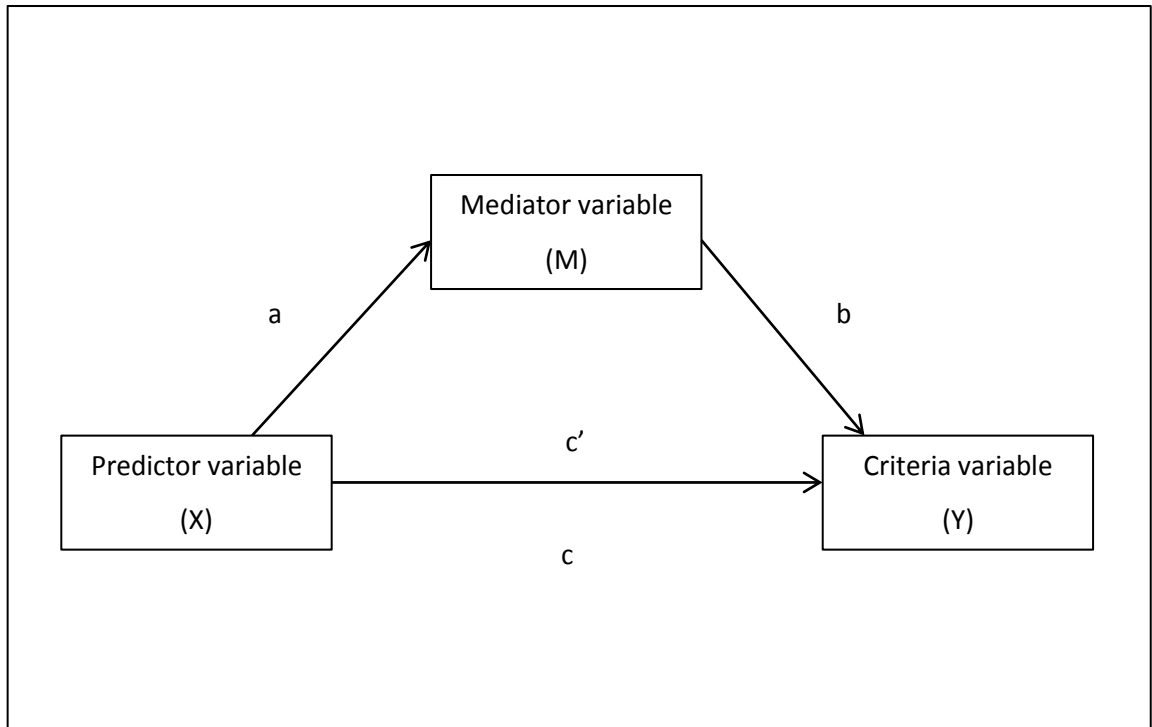 Mediator variable
(M)
a
b
c’
Predictor variable
(X)
Criteria variable
(Y)
c